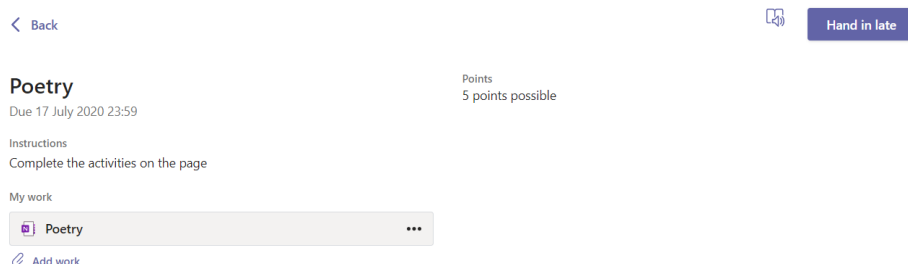 Back
Hand in late
Poetry
Due 17 July 2020 23:59
Points
5 points possible
Instructions
Complete the activities on the page
My work
Poetry
Add work